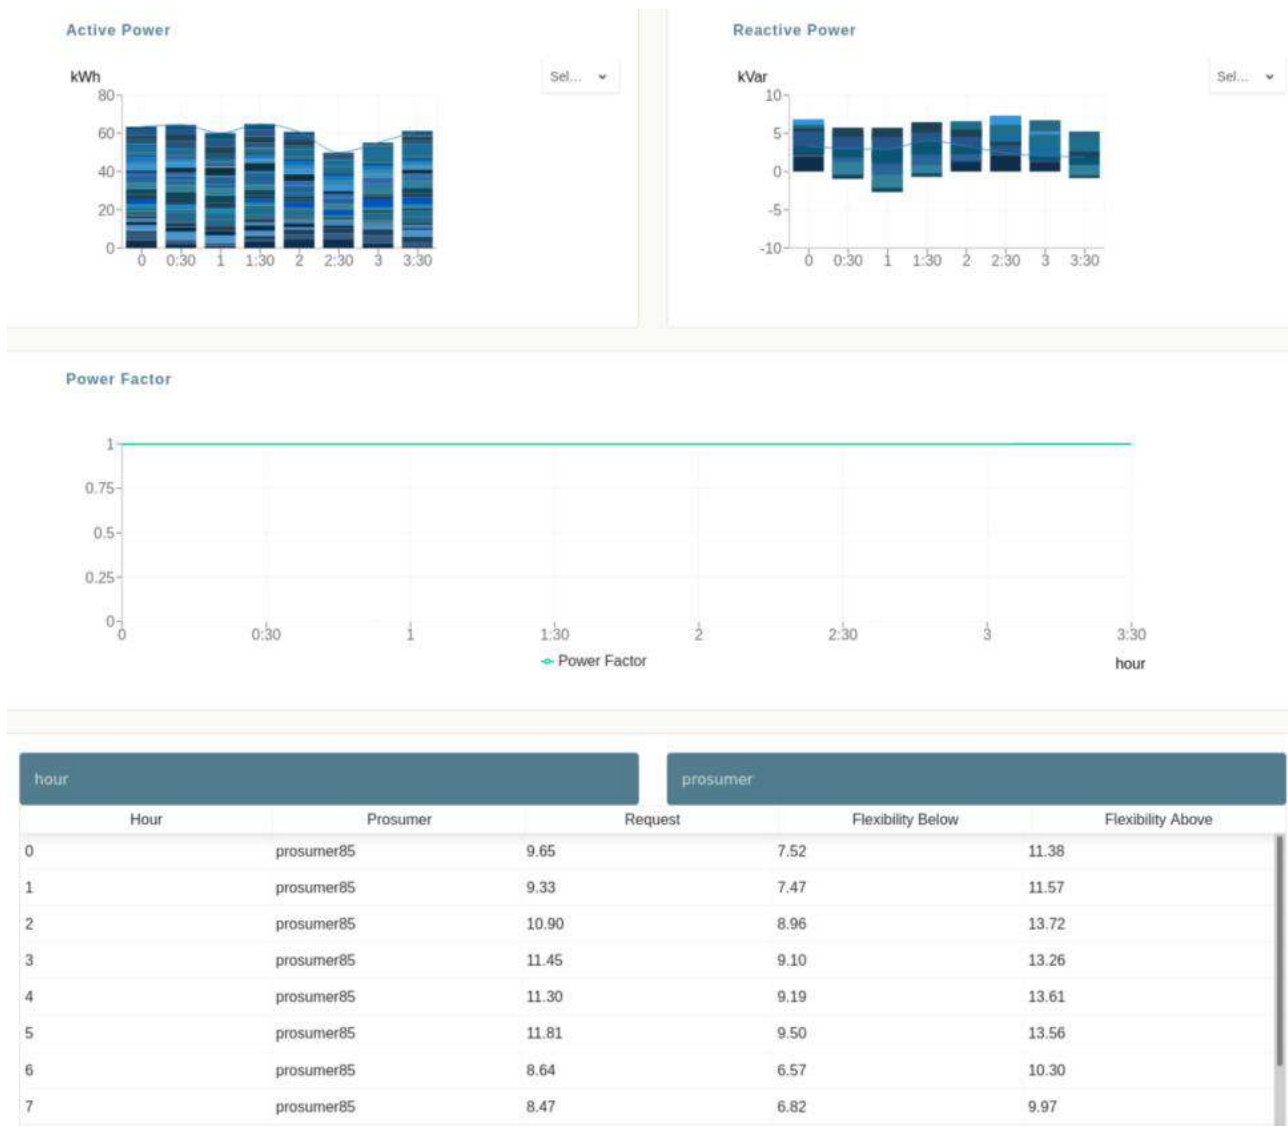 Active Power
kWh
Sel...
80
60
40
20
0
0 0:30 1 1:30 2 2:30 3 3:30
Reactive Power
kVar
Sel...
10
5
0
-5
-10
0 0:30 1 1:30 2 2:30 3 3:30
Power Factor
1
0.75
0.5
0.25
0
0 0:30 1 1:30 2 2:30 3 3:30
Power Factor
hour
hour prosumer
Hour Prosumer Request Flexibility Below Flexibility Above
0 prosumer85 9.65 7.52 11.38
1 prosumer85 9.33 7.47 11.57
2 prosumer85 10.90 8.96 13.72
3 prosumer85 11.45 9.10 13.26
4 prosumer85 11.30 9.19 13.61
5 prosumer85 11.81 9.50 13.56
6 prosumer85 8.64 6.57 10.30
7 prosumer85 8.47 6.82 9.97